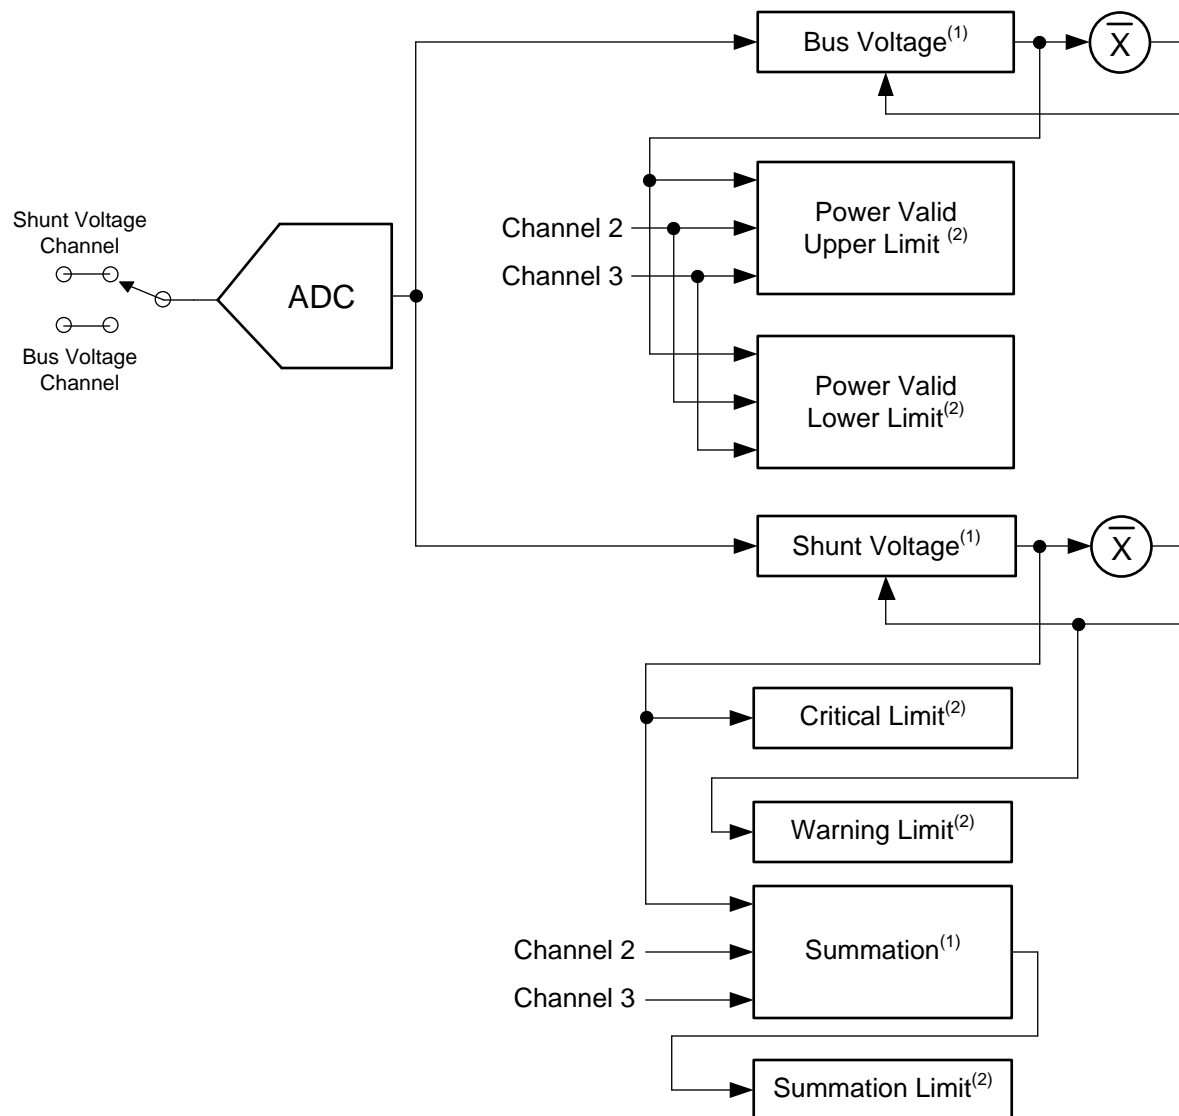 Bus Voltage(1)
X̅
Shunt Voltage
Channel
Bus Voltage
Channel
ADC
Channel 2
Channel 3
Power Valid
Upper Limit (2)
Power Valid
Lower Limit(2)
Shunt Voltage(1)
X̅
Critical Limit(2)
Warning Limit(2)
Channel 2
Channel 3
Summation(1)
Summation Limit(2)